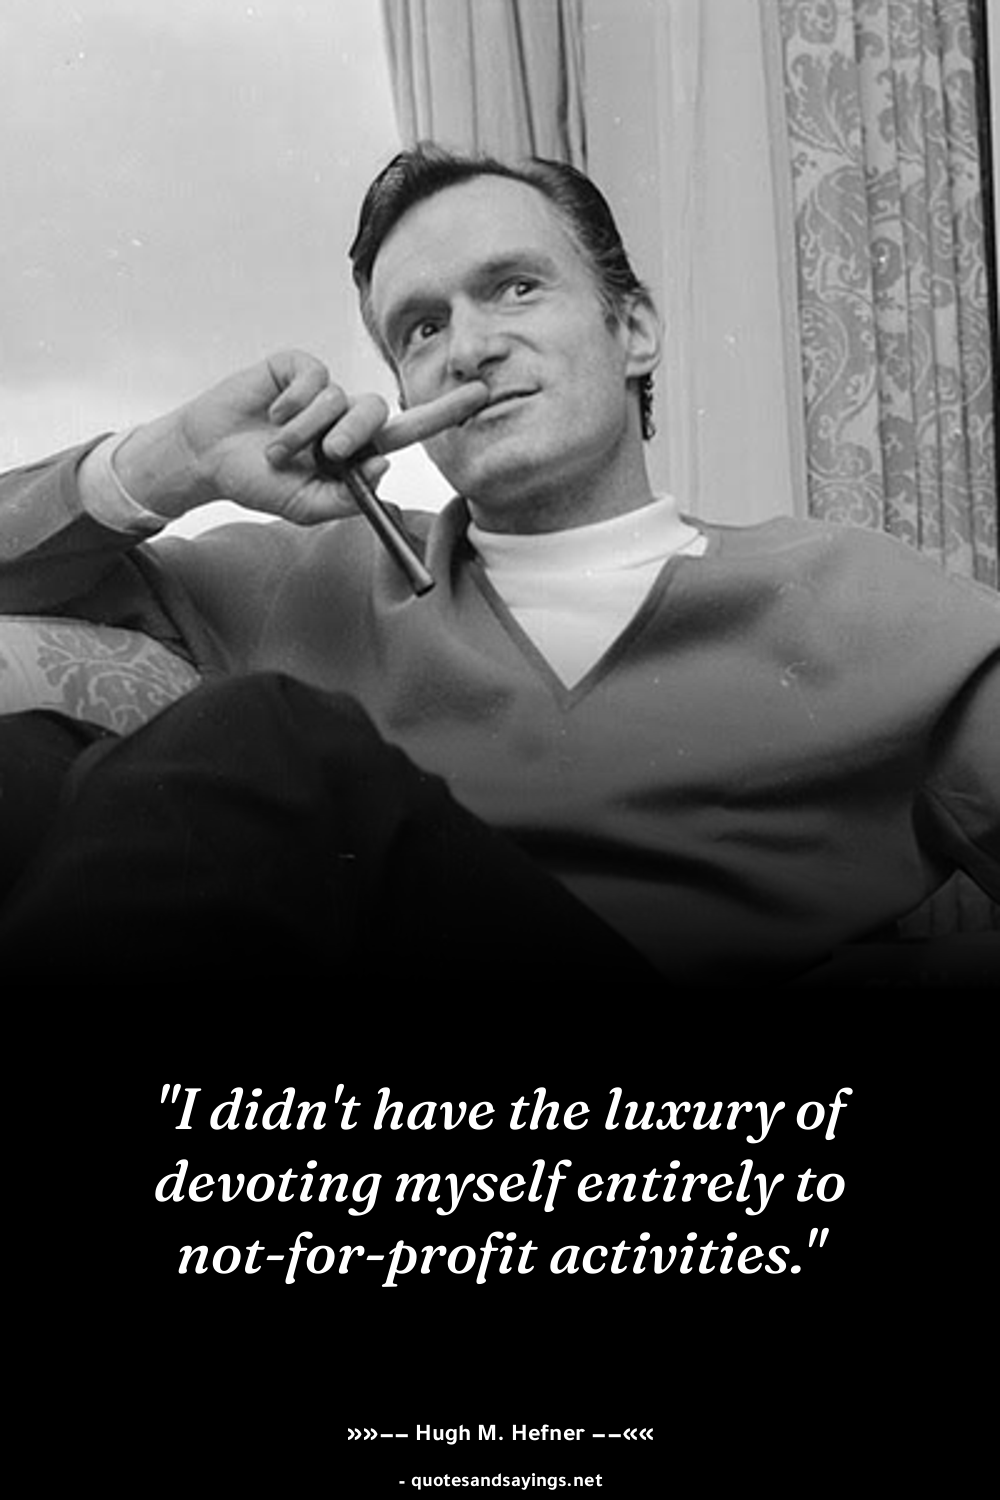 "I didn't have the luxury of
devoting myself entirely to
not-for-profit activities."
»»−− Hugh M. Hefner −−««
- quotesandsayings.net